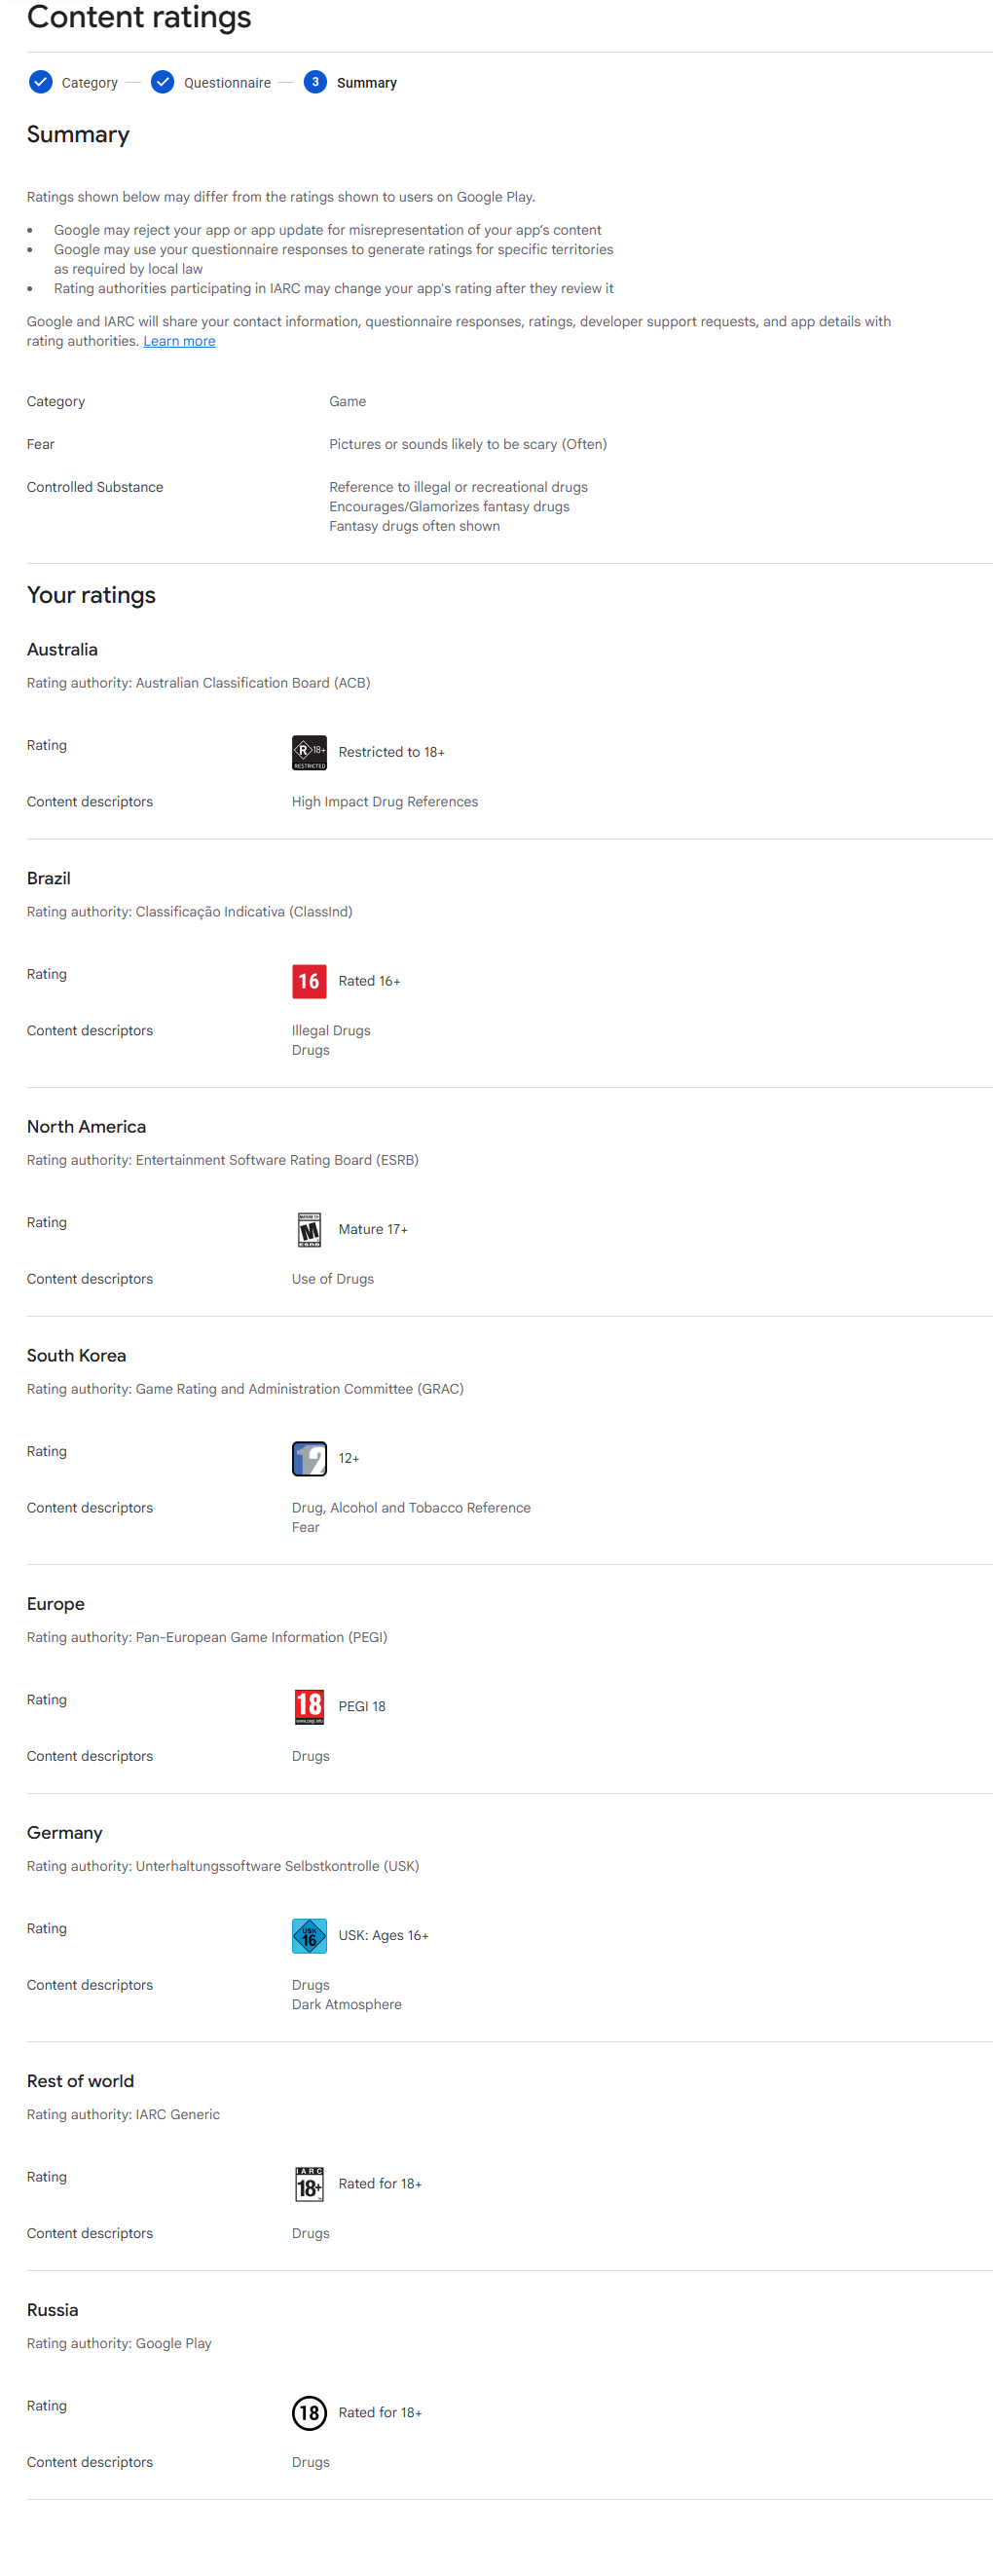 Content ratings
Category
Questionnaire
3
Summary
Summary
Ratings shown below may differ from the ratings shown to users on Google Play.
• Google may reject your app or app update for misrepresentation of your app’s content
• Google may use your questionnaire responses to generate ratings for specific territories
as required by local law
• Rating authorities participating in IARC may change your app's rating after they review it
Google and IARC will share your contact information, questionnaire responses, ratings, developer support requests, and app details with
rating authorities. Learn more
Category Game
Fear Pictures or sounds likely to be scary (Often)
Controlled Substance Reference to illegal or recreational drugs
Encourages/Glamorizes fantasy drugs
Fantasy drugs often shown
Your ratings
Australia
Rating authority: Australian Classification Board (ACB)
Rating R 18+ RESTRICTED Restricted to 18+
Content descriptors High Impact Drug References
Brazil
Rating authority: Classificação Indicativa (ClassInd)
Rating 16 Rated 16+
Content descriptors Illegal Drugs
Drugs
North America
Rating authority: Entertainment Software Rating Board (ESRB)
Rating MATURE 17+ M ESRB Mature 17+
Content descriptors Use of Drugs
South Korea
Rating authority: Game Rating and Administration Committee (GRAC)
Rating 12 12+
Content descriptors Drug, Alcohol and Tobacco Reference
Fear
Europe
Rating authority: Pan-European Game Information (PEGI)
Rating 18 www.pegi.info PEGI 18
Content descriptors Drugs
Germany
Rating authority: Unterhaltungssoftware Selbstkontrolle (USK)
Rating USK 16 USK: Ages 16+
Content descriptors Drugs
Dark Atmosphere
Rest of world
Rating authority: IARC Generic
Rating IARC 18+ Rated for 18+
Content descriptors Drugs
Russia
Rating authority: Google Play
Rating 18 Rated for 18+
Content descriptors Drugs